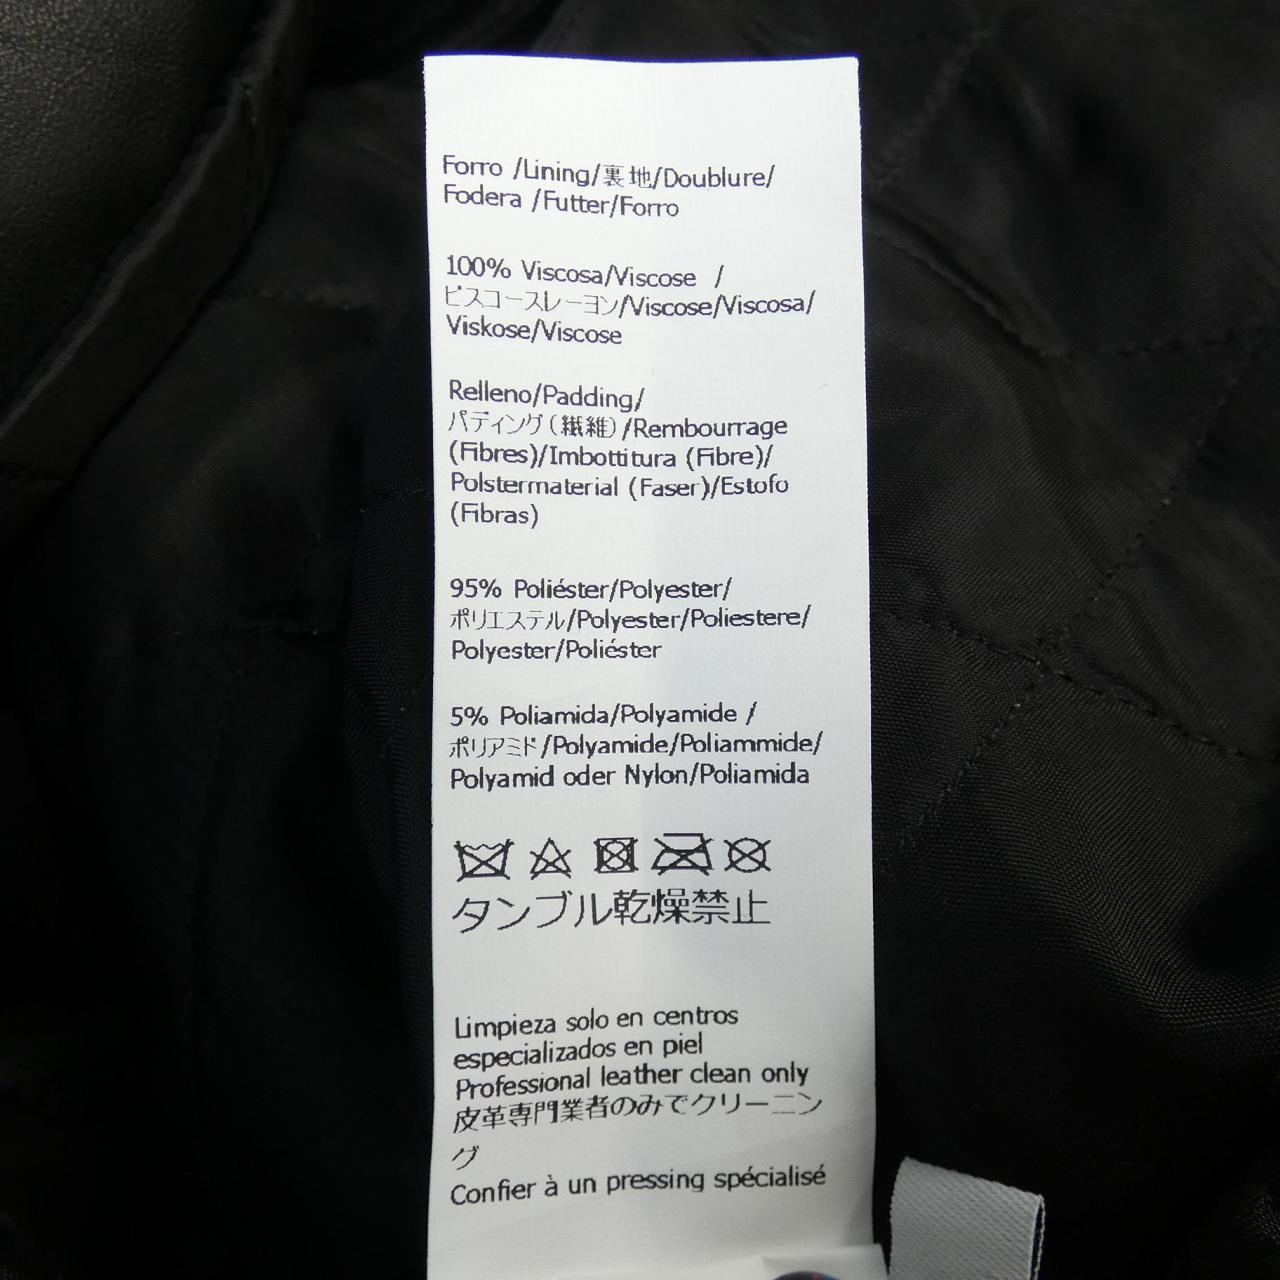 Forro /Lining/裏地/Doublure/
Fodera /Futter/Forro
100% Viscosa/Viscose /
ビスコースレーヨン/Viscose/Viscosa/
Viskose/Viscose
Relleno/Padding/
パディング(繊維)/Rembourrage
(Fibres)/Imbottitura (Fibre)/
Polstermaterial (Faser)/Estofo
(Fibras)
95% Poliéster/Polyester/
ポリエステル/Polyester/Poliestere/
Polyester/Poliéster
5% Poliamida/Polyamide /
ポリアミド/Polyamide/Poliammide/
Polyamid oder Nylon/Poliamida
タンブル乾燥禁止
Limpieza solo en centros
especializados en piel
Professional leather clean only
皮革専門業者のみでクリーニン
グ
Confier à un pressing spécialisé